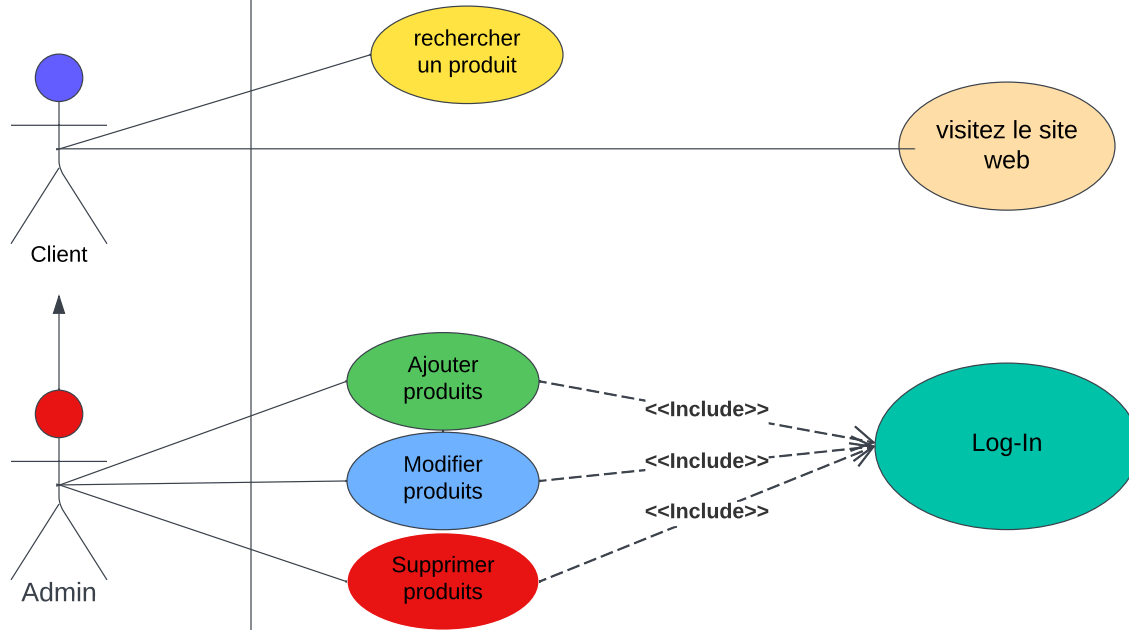 rechercher
un produit
visitez le site
web
Client
Ajouter
produits
<<Include>>
Log-In
Modifier
produits
<<Include>>
<<Include>>
Supprimer
produits
Admin